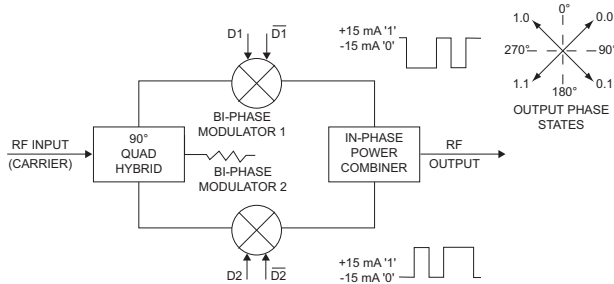 D1 D1
BI-PHASE
MODULATOR 1
+15 mA '1'
-15 mA '0'
0°
1.0
0.0
270°
90°
1.1
0.1
180°
OUTPUT PHASE
STATES
RF INPUT
(CARRIER)
90°
QUAD
HYBRID
BI-PHASE
MODULATOR 2
IN-PHASE
POWER
COMBINER
RF
OUTPUT
D2 D2
+15 mA '1'
-15 mA '0'